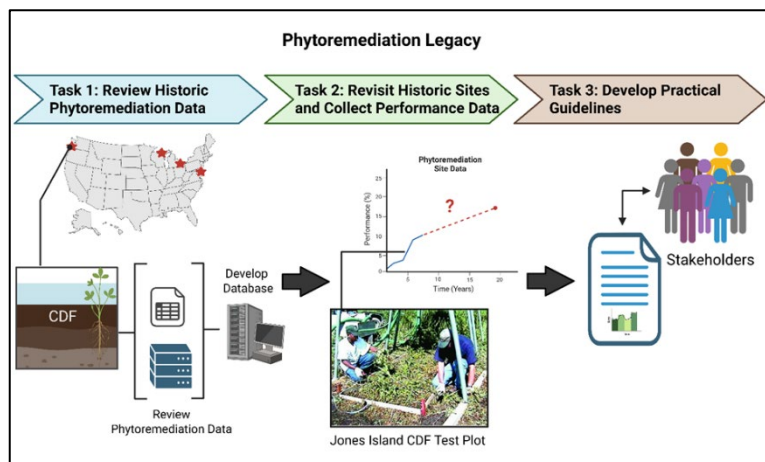 Phytoremediation Legacy
Task 1: Review Historic
Phytoremediation Data
Task 2: Revisit Historic Sites
and Collect Performance Data
Task 3: Develop Practical
Guidelines
CDF
Develop
Database
Review
Phytoremediation Data
Phytoremediation
Site Data
Performance (%)
25
20
15
10
5
0
5
10
15
20
Time (Years)
?
Jones Island CDF Test Plot
Stakeholders